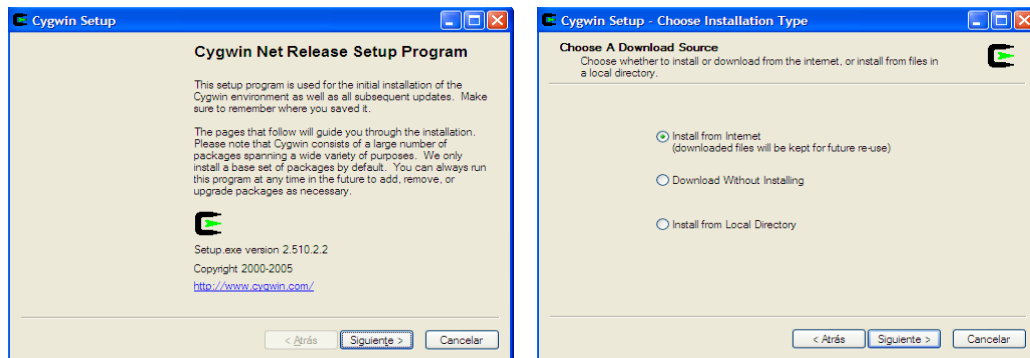 Cygwin Setup
Cygwin Net Release Setup Program
This setup program is used for the initial installation of the
Cygwin environment as well as all subsequent updates. Make
sure to remember where you saved it.
The pages that follow will guide you through the installation.
Please note that Cygwin consists of a large number of
packages spanning a wide variety of purposes. We only
install a base set of packages by default. You can always run
this program at any time in the future to add, remove, or
upgrade packages as necessary.
Setup.exe version 2.510.2.2
Copyright 2000-2005
http://www.cygwin.com/
< Atrás
Siguiente >
Cancelar
Cygwin Setup - Choose Installation Type
Choose A Download Source
Choose whether to install or download from the internet, or install from files in
a local directory.
Install from Internet
(downloaded files will be kept for future re-use)
Download Without Installing
Install from Local Directory
< Atrás
Siguiente >
Cancelar